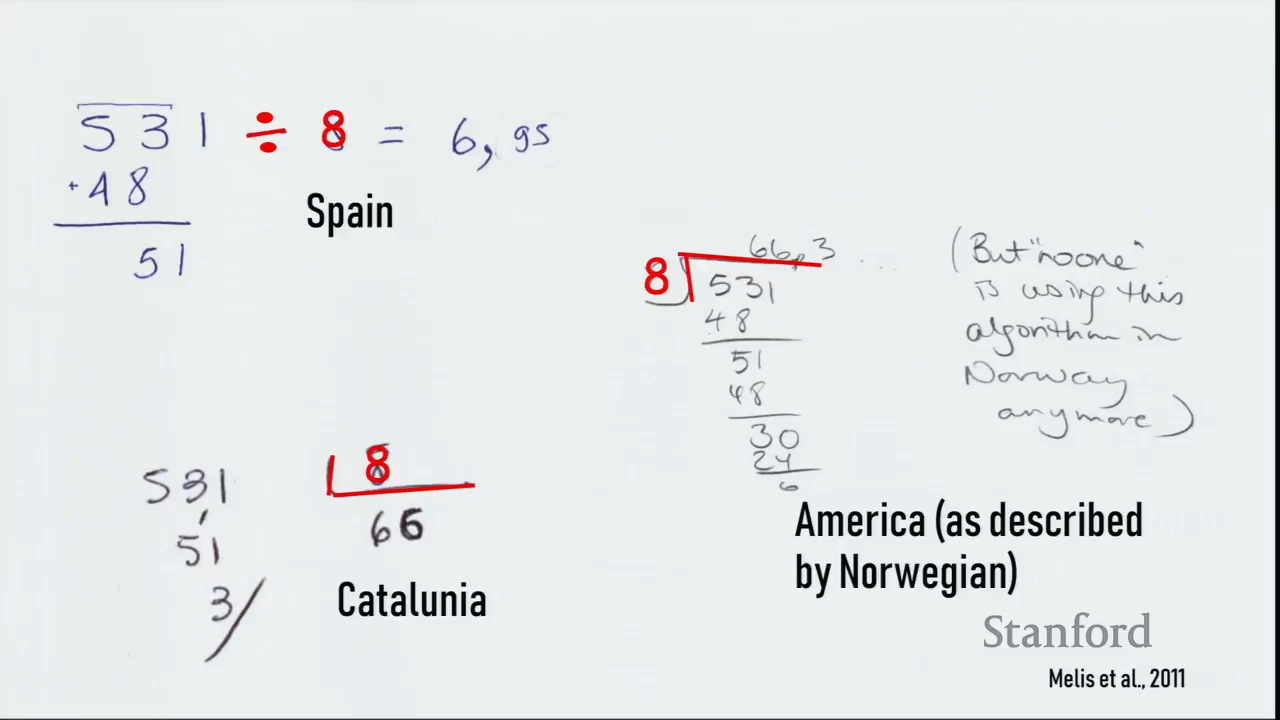 531 ÷ 8 = 6,95
48
51
Spain
66,3 ....
8 531
48
51
48
30
24
6
(But "noone"
is using this
algorithm in
Norway
anymore)
America (as described
by Norwegian)
531 8
51 66
3/
Catalunia
Stanford
Melis et al., 2011